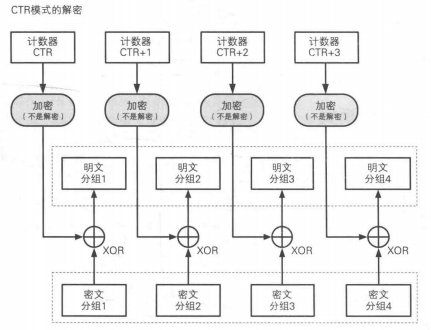 CTR模式的解密
计数器
CTR
计数器
CTR+1
计数器
CTR+2
计数器
CTR+3
加密
(不是解密)
加密
(不是解密)
加密
(不是解密)
加密
(不是解密)
明文
分组1
明文
分组2
明文
分组3
明文
分组4
XOR
XOR
XOR
XOR
密文
分组1
密文
分组2
密文
分组3
密文
分组4